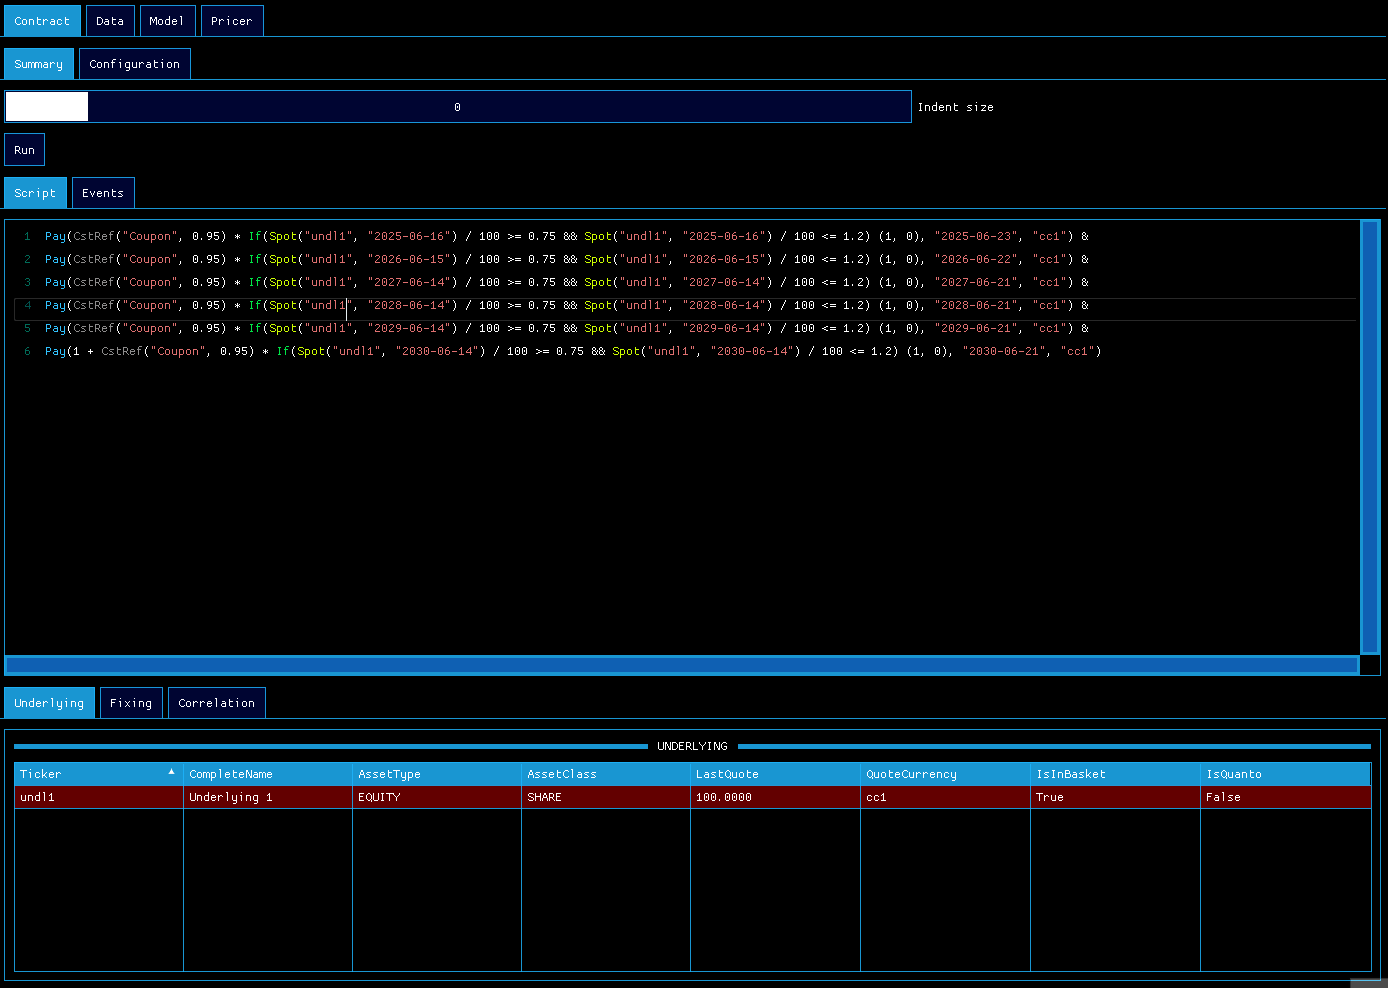 Contract Data Model Pricer
Summary Configuration
0 Indent size
Run
Script Events
1 Pay(CstRef("Coupon", 0.95) * If(Spot("undl1", "2025-06-16") / 100 >= 0.75 && Spot("undl1", "2025-06-16") / 100 <= 1.2) (1, 0), "2025-06-23", "cc1") &
2 Pay(CstRef("Coupon", 0.95) * If(Spot("undl1", "2026-06-15") / 100 >= 0.75 && Spot("undl1", "2026-06-15") / 100 <= 1.2) (1, 0), "2026-06-22", "cc1") &
3 Pay(CstRef("Coupon", 0.95) * If(Spot("undl1", "2027-06-14") / 100 >= 0.75 && Spot("undl1", "2027-06-14") / 100 <= 1.2) (1, 0), "2027-06-21", "cc1") &
4 Pay(CstRef("Coupon", 0.95) * If(Spot("undl1", "2028-06-14") / 100 >= 0.75 && Spot("undl1", "2028-06-14") / 100 <= 1.2) (1, 0), "2028-06-21", "cc1") &
5 Pay(CstRef("Coupon", 0.95) * If(Spot("undl1", "2029-06-14") / 100 >= 0.75 && Spot("undl1", "2029-06-14") / 100 <= 1.2) (1, 0), "2029-06-21", "cc1") &
6 Pay(1 + CstRef("Coupon", 0.95) * If(Spot("undl1", "2030-06-14") / 100 >= 0.75 && Spot("undl1", "2030-06-14") / 100 <= 1.2) (1, 0), "2030-06-21", "cc1")
Underlying Fixing Correlation
UNDERLYING
Ticker CompleteName AssetType AssetClass LastQuote QuoteCurrency IsInBasket IsQuanto
undl1 Underlying 1 EQUITY SHARE 100.0000 cc1 True False